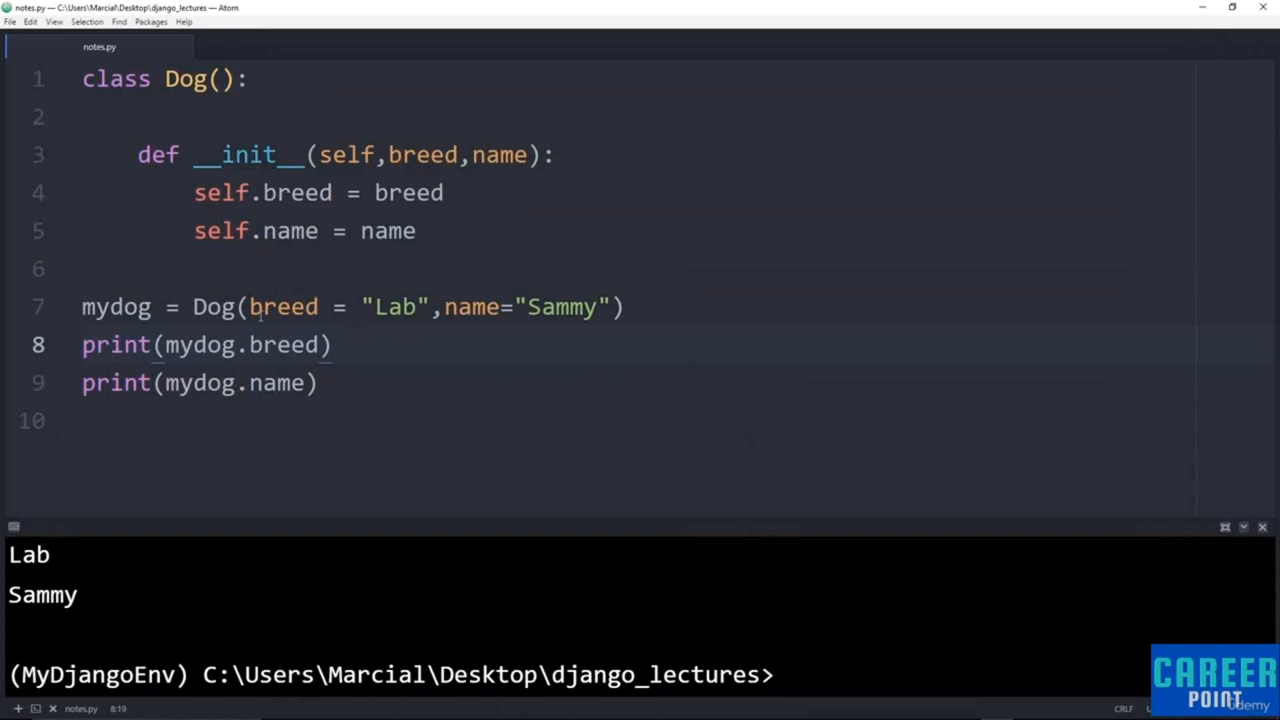 notes.py — C:\Users\Marcial\Desktop\django_lectures — Atom
File Edit View Selection Find Packages Help
notes.py
1 class Dog():
2
3 def __init__(self,breed,name):
4 self.breed = breed
5 self.name = name
6
7 mydog = Dog(breed = "Lab",name="Sammy")
8 print(mydog.breed)
9 print(mydog.name)
10
Lab
Sammy
(MyDjangoEnv) C:\Users\Marcial\Desktop\django_lectures>
CAREER
POINT
notes.py 8:19 CRLF
ûdemy